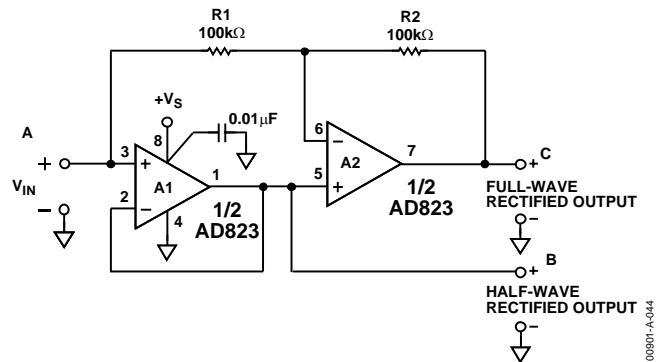 R1
100kΩ
R2
100kΩ
+VS
0.01µF
A
+
VIN
–
3
+
2
–
A1
8
4
1
1/2
AD823
6
–
5
+
A2
7
1/2
AD823
+
C
FULL-WAVE
RECTIFIED OUTPUT
–
+
B
HALF-WAVE
RECTIFIED OUTPUT
–
00901-A-044